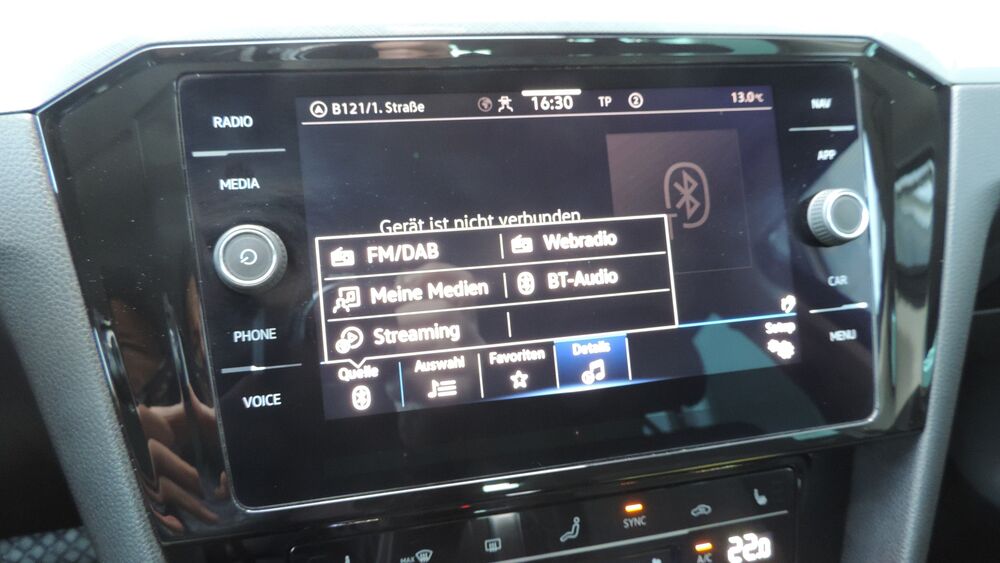 B121/1. Straße 16:30 TP 2 13.0°C
RADIO
MEDIA
PHONE
VOICE
NAV
APP
CAR
MENU
Gerät ist nicht verbunden
FM/DAB Webradio
Meine Medien BT-Audio
Streaming
Quelle Auswahl Favoriten Details Setup
SYNC
MAX
A/C 22.0